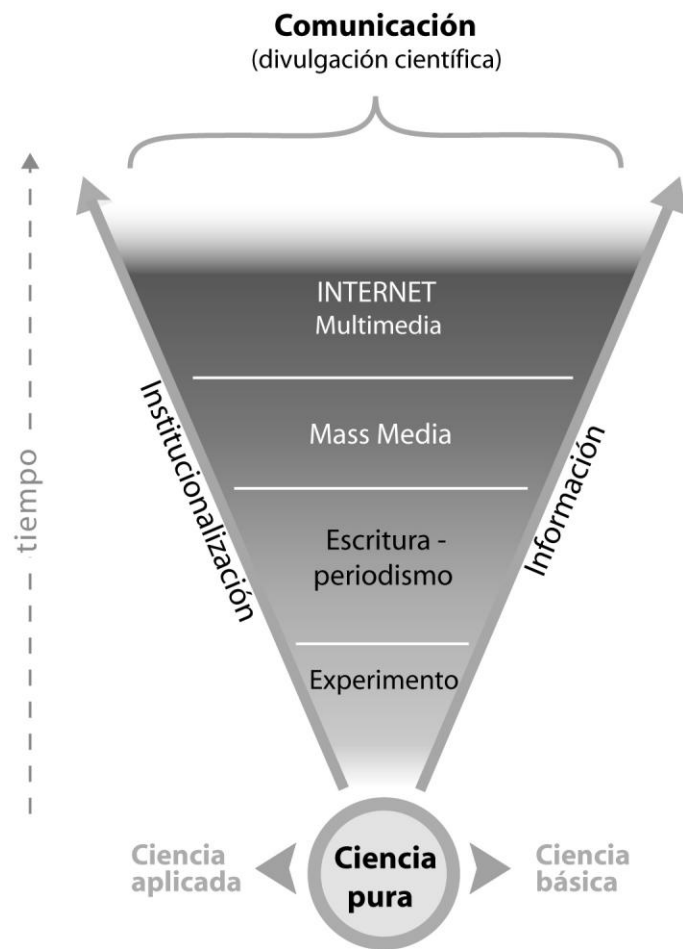 Comunicación
(divulgación científica)
INTERNET
Multimedia
Mass Media
Escritura -
periodismo
Experimento
Institucionalización
Información
tiempo
Ciencia
aplicada
Ciencia
pura
Ciencia
básica